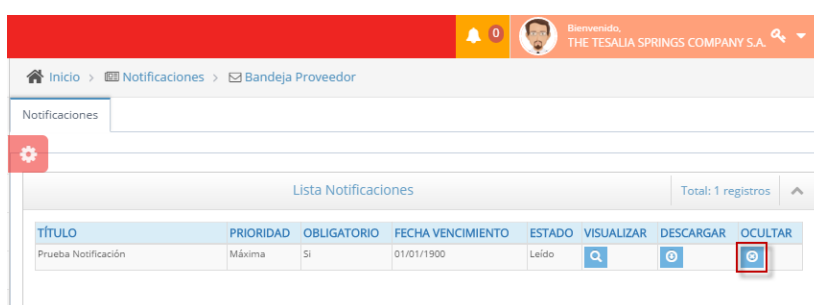 0
Bienvenido,
THE TESALIA SPRINGS COMPANY S.A.
Inicio > Notificaciones > Bandeja Proveedor
Notificaciones
Lista Notificaciones Total: 1 registros
TÍTULO PRIORIDAD OBLIGATORIO FECHA VENCIMIENTO ESTADO VISUALIZAR DESCARGAR OCULTAR
Prueba Notificación Máxima Si 01/01/1900 Leído